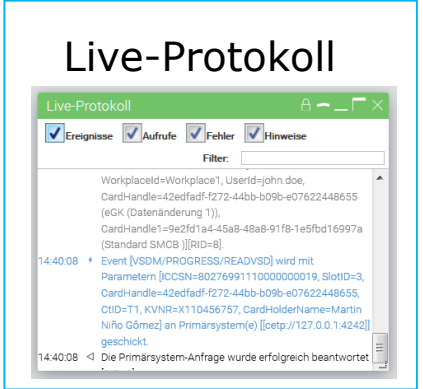 Live-Protokoll
Live-Protokoll
Ereignisse Aufrufe Fehler Hinweise
Filter:
WorkplaceId=Workplace1, UserId=john.doe,
CardHandle=42edfadf-f272-44bb-b09b-e07622448655
(eGK (Datenänderung 1)),
CardHandle1=9e2fd1a4-45a8-48a8-91f8-1e5fbd16997a
(Standard SMCB )][RID=8].
14:40:08 Event [VSDM/PROGRESS/READVSD] wird mit
Parametern [ICCSN=80276991110000000019, SlotID=3,
CardHandle=42edfadf-f272-44bb-b09b-e07622448655,
CtID=T1, KVNR=X110456757, CardHolderName=Martin
Niño Gômez] an Primärsystem(e) [[cetp://127.0.0.1:4242]]
geschickt.
14:40:08 Die Primärsystem-Anfrage wurde erfolgreich beantwortet